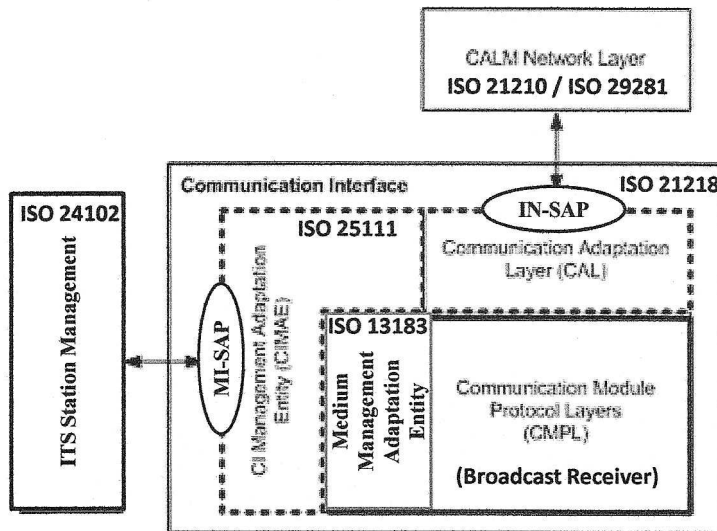 CALM Network Layer
ISO 21210 / ISO 29281
Communication Interface
ISO 21218
ISO 24102
IN-SAP
ISO 25111
Communication Adaptation
Layer (CAL)
ITS Station Management
MI-SAP
CI Management Adaptation
Entity (CIMAE)
ISO 13183
Medium
Management
Adaptation
Entity
Communication Module
Protocol Layers
(CMPL)
(Broadcast Receiver)